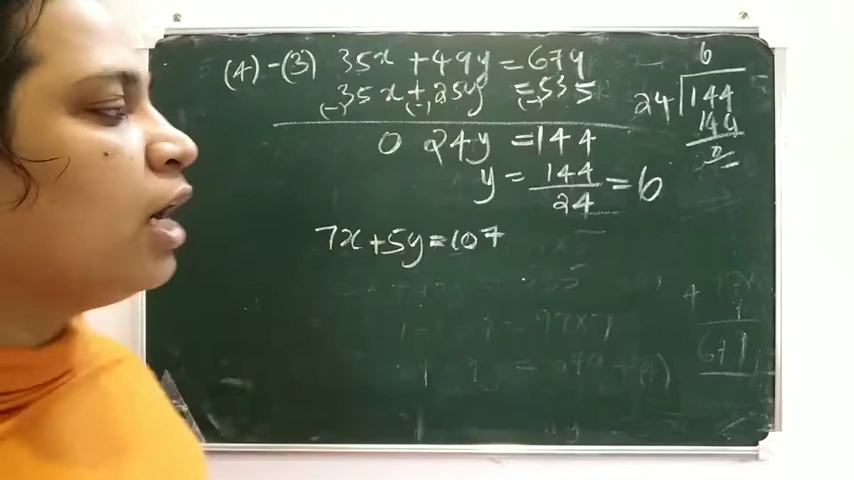 (4)-(3) 35x + 49y = 679
35x + 25y = 535
(-) (-) (-)
0 24y = 144
y = 144/24 = 6
7x+5y=107
6
24 144
144
0